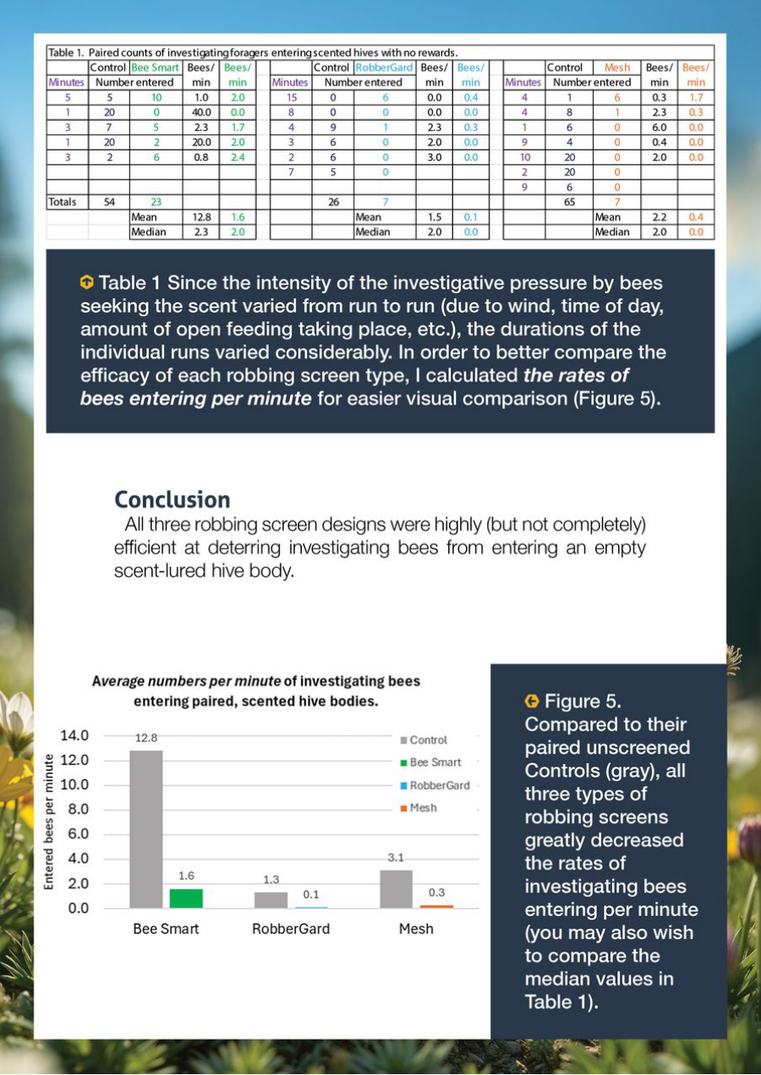 Table 1. Paired counts of investigating foragers entering scented hives with no rewards.
Control Bee Smart Bees/ Bees/ Control RobberGard Bees/ Bees/ Control Mesh Bees/ Bees/
Minutes Number entered min min Minutes Number entered min min Minutes Number entered min min
5 5 10 1.0 2.0 15 0 6 0.0 0.4 4 1 6 0.3 1.7
1 20 0 40.0 0.0 8 0 0 0.0 0.0 4 8 1 2.3 0.3
3 7 5 2.3 1.7 4 9 1 2.3 0.3 1 6 0 6.0 0.0
1 20 2 20.0 2.0 3 6 0 2.0 0.0 9 4 0 0.4 0.0
3 2 6 0.8 2.4 2 6 0 3.0 0.0 10 20 0 2.0 0.0
7 5 0 2 20 0
9 6 0
Totals 54 23 26 7 65 7
Mean 12.8 1.6 Mean 1.5 0.1 Mean 2.2 0.4
Median 2.3 2.0 Median 2.0 0.0 Median 2.0 0.0
Table 1 Since the intensity of the investigative pressure by bees
seeking the scent varied from run to run (due to wind, time of day,
amount of open feeding taking place, etc.), the durations of the
individual runs varied considerably. In order to better compare the
efficacy of each robbing screen type, I calculated the rates of
bees entering per minute for easier visual comparison (Figure 5).
Conclusion
All three robbing screen designs were highly (but not completely)
efficient at deterring investigating bees from entering an empty
scent-lured hive body.
Average numbers per minute of investigating bees
entering paired, scented hive bodies.
Entered bees per minute
14.0
12.0
10.0
8.0
6.0
4.0
2.0
0.0
12.8
1.6
1.3
0.1
3.1
0.3
Control
Bee Smart
RobberGard
Mesh
Bee Smart RobberGard Mesh
Figure 5.
Compared to their
paired unscreened
Controls (gray), all
three types of
robbing screens
greatly decreased
the rates of
investigating bees
entering per minute
(you may also wish
to compare the
median values in
Table 1).